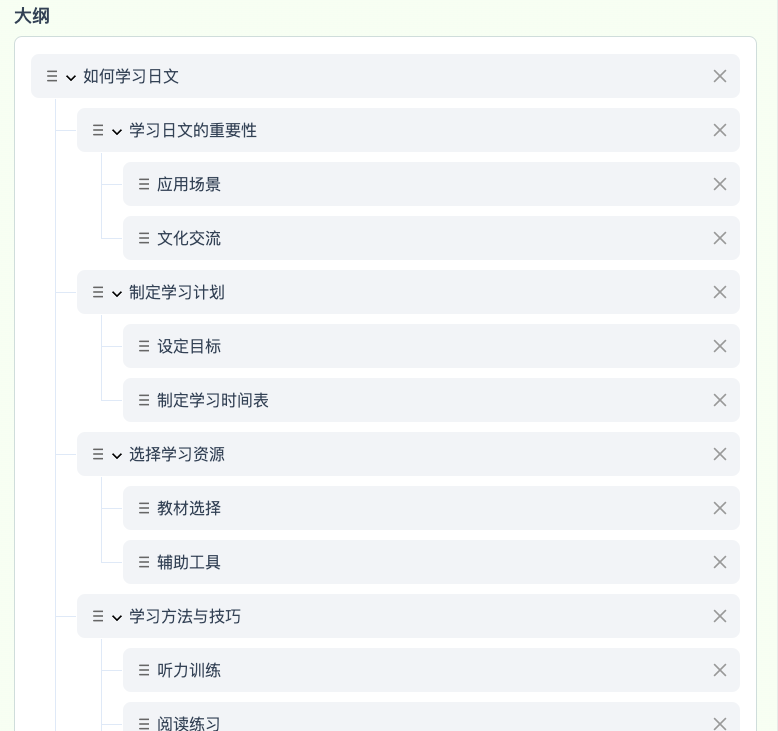 大纲
如何学习日文
学习日文的重要性
应用场景
文化交流
制定学习计划
设定目标
制定学习时间表
选择学习资源
教材选择
辅助工具
学习方法与技巧
听力训练
阅读练习